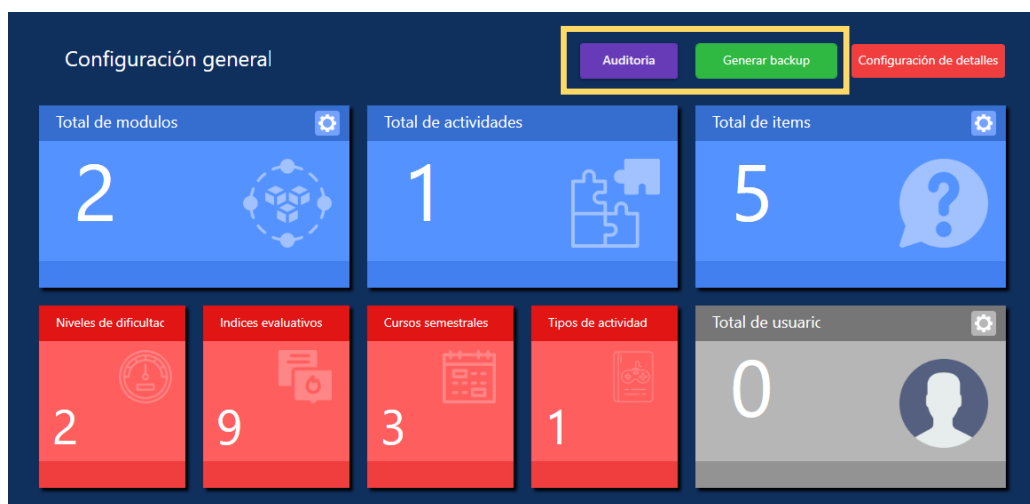 Configuración general
Auditoria
Generar backup
Configuración de detalles
Total de modulos
Total de actividades
Total de items
2
1
5
Niveles de dificultac
Indices evaluativos
Cursos semestrales
Tipos de actividad
Total de usuaric
2
9
3
1
0